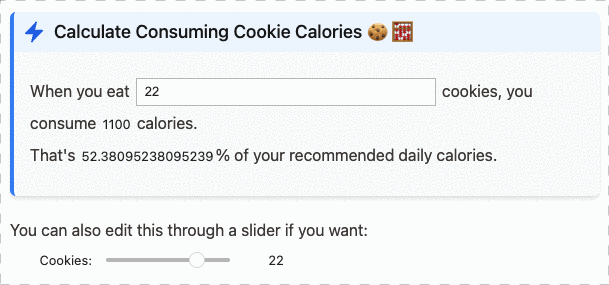 Calculate Consuming Cookie Calories 🍪 🧮
When you eat 22 cookies, you
consume 1100 calories.
That's 52.38095238095239% of your recommended daily calories.
You can also edit this through a slider if you want:
Cookies: 22